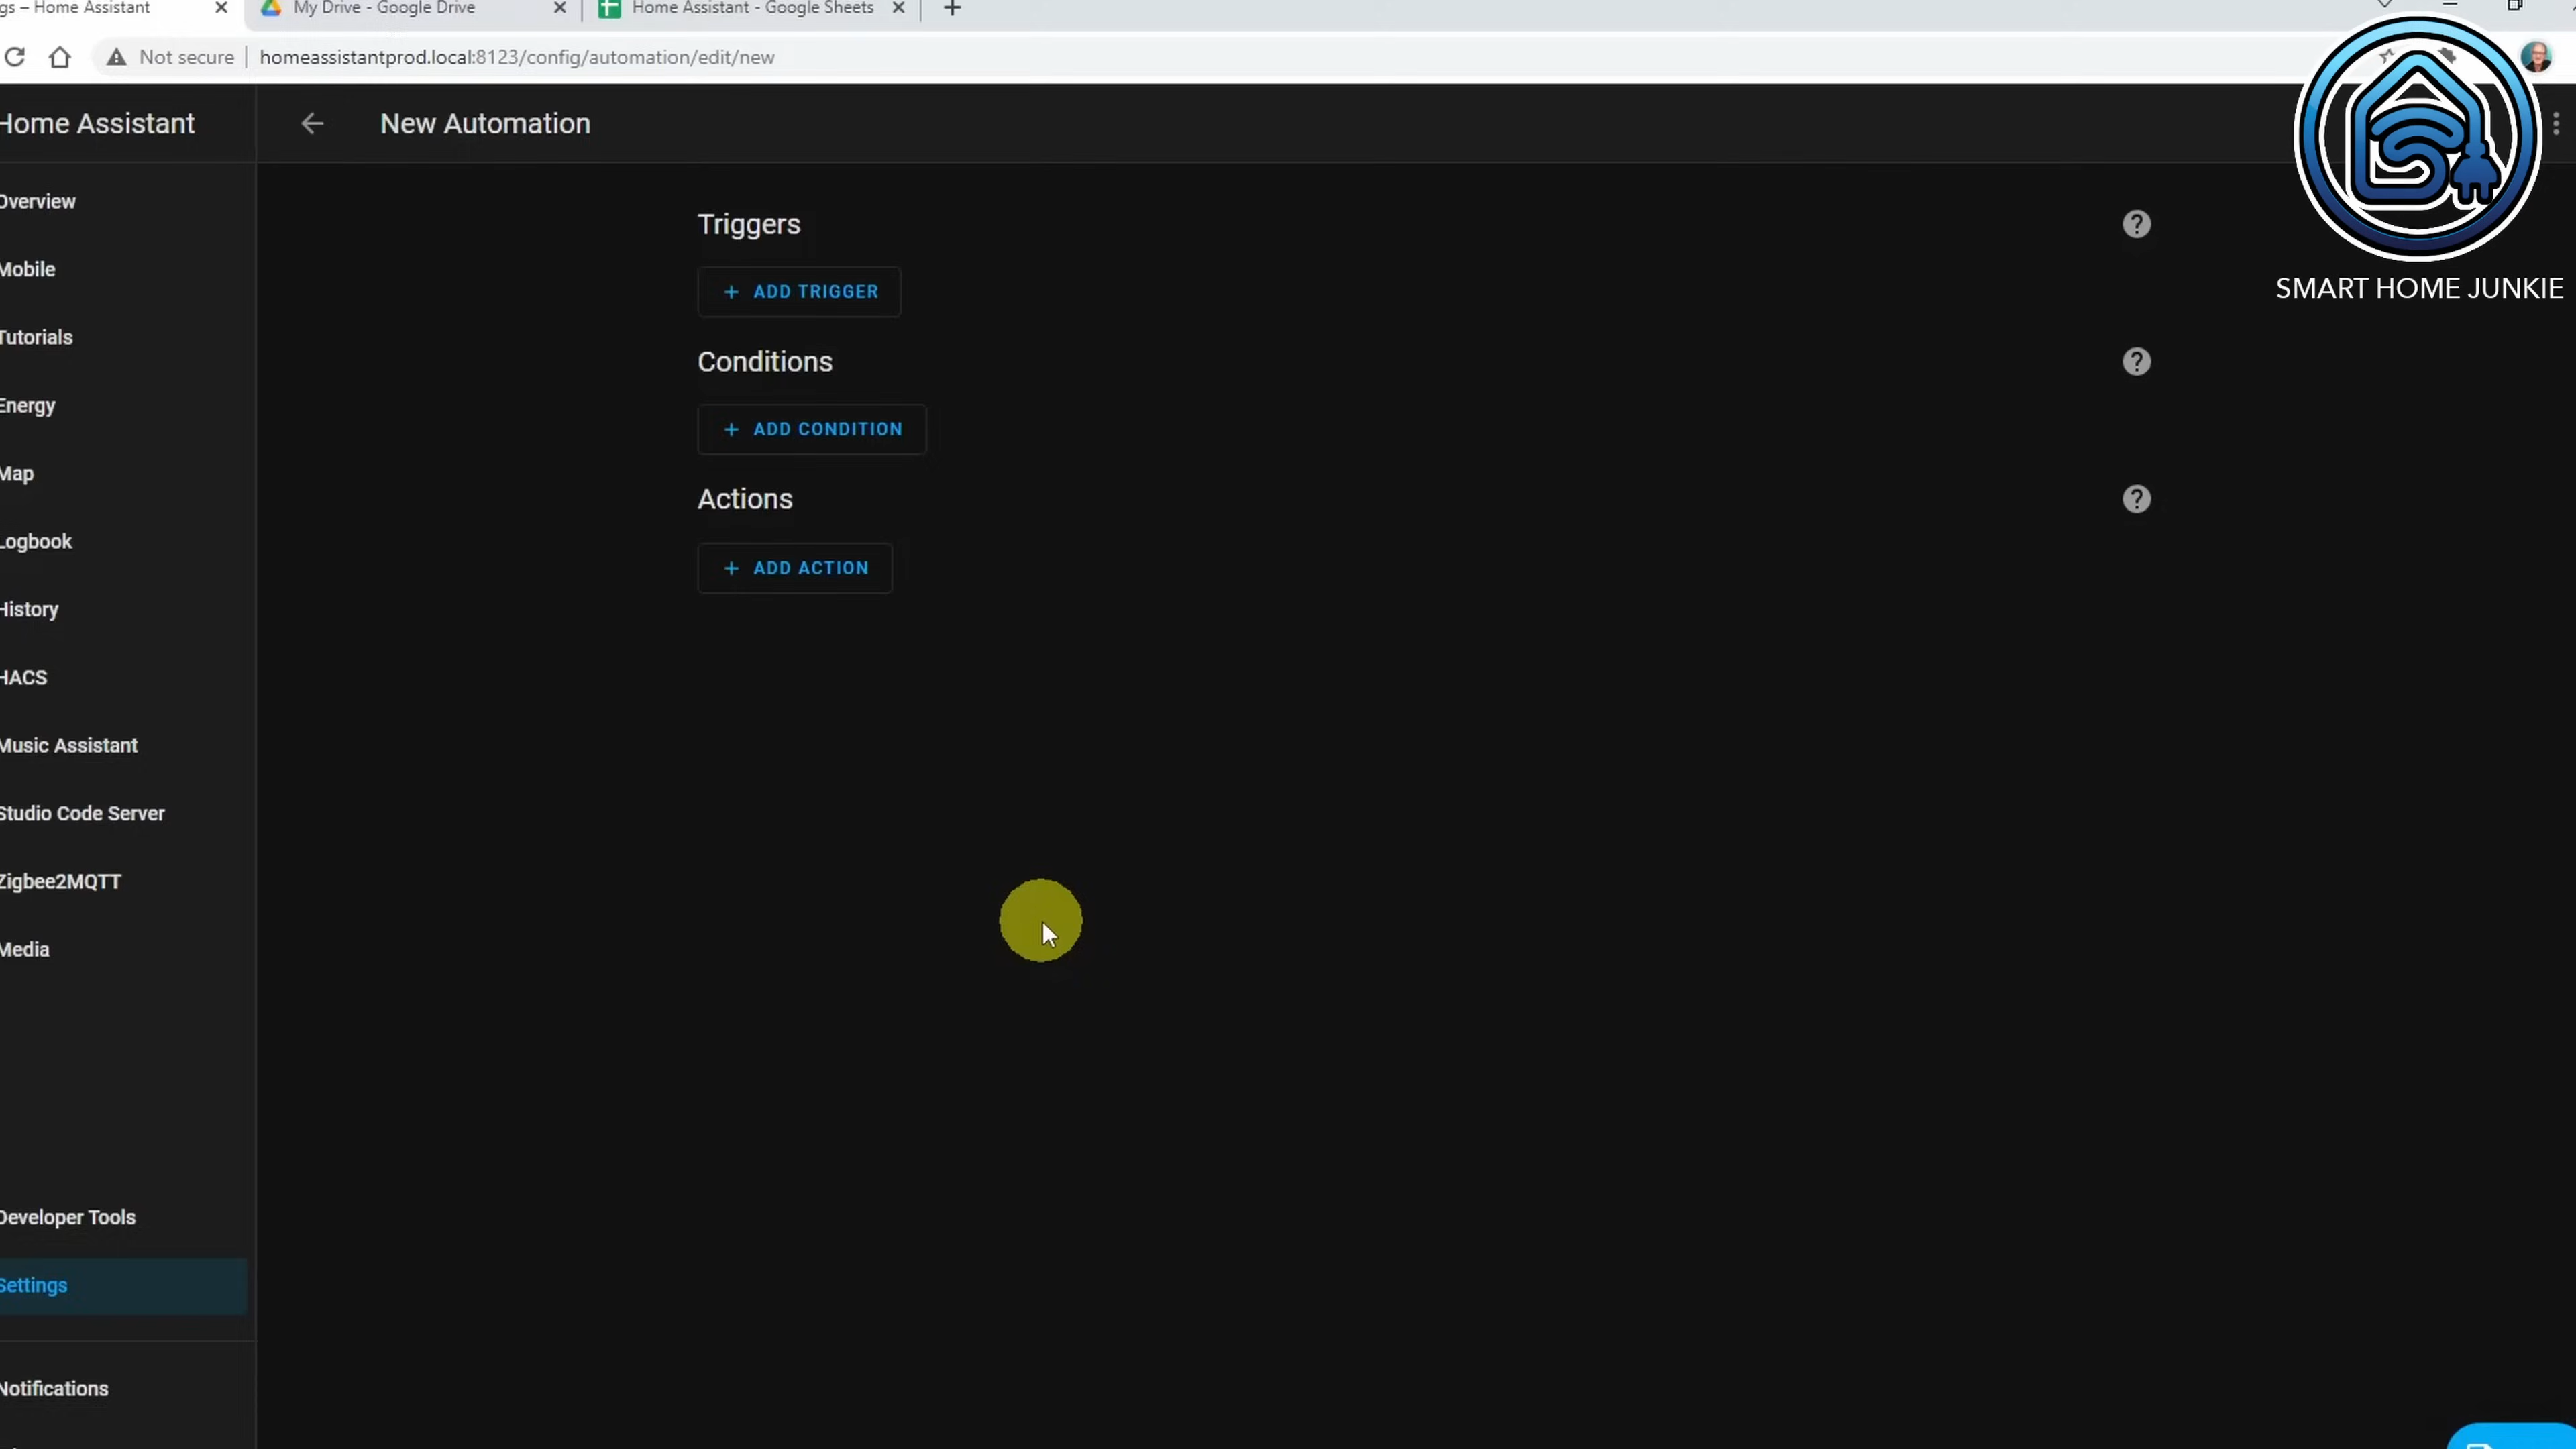 gs – Home Assistant
My Drive - Google Drive
Home Assistant - Google Sheets
Not secure
homeassistantprod.local:8123/config/automation/edit/new
Home Assistant
New Automation
SMART HOME JUNKIE
Overview
Mobile
Tutorials
Energy
Map
Logbook
History
HACS
Music Assistant
Studio Code Server
Zigbee2MQTT
Media
Developer Tools
Settings
Notifications
Triggers
ADD TRIGGER
Conditions
ADD CONDITION
Actions
ADD ACTION